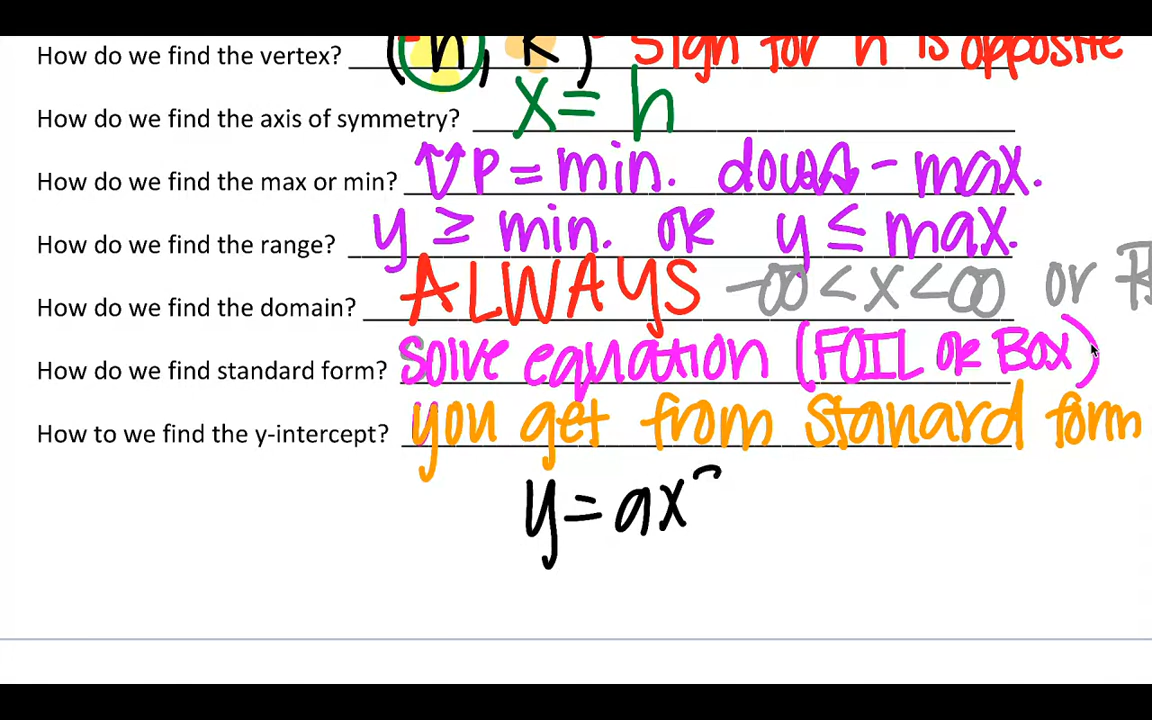 How do we find the vertex? (-h, k) sign for h is opposite
How do we find the axis of symmetry? x = h
How do we find the max or min? up = min. down - max.
How do we find the range? y ≥ min. or y ≤ max.
How do we find the domain? ALWAYS -∞ < x < ∞ or
How do we find standard form? solve equation (FOIL OR BOX)
How to we find the y-intercept? you get from stanard form
y = ax